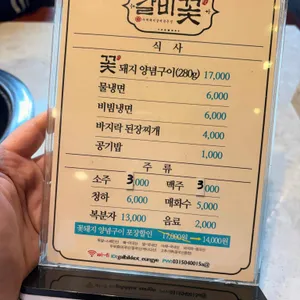 갈비꽃
식 사
꽃돼지 양념구이(280g) 17,000
물냉면 6,000
비빔냉면 6,000
바지락 된장찌개 4,000
공기밥 1,000
주 류
소주 3,000 맥주 3,000
청하 6,000 매화수 5,000
복분자 13,000 음료 2,000
꽃돼지 양념구이 포장할인 17,000원 → 14,000원